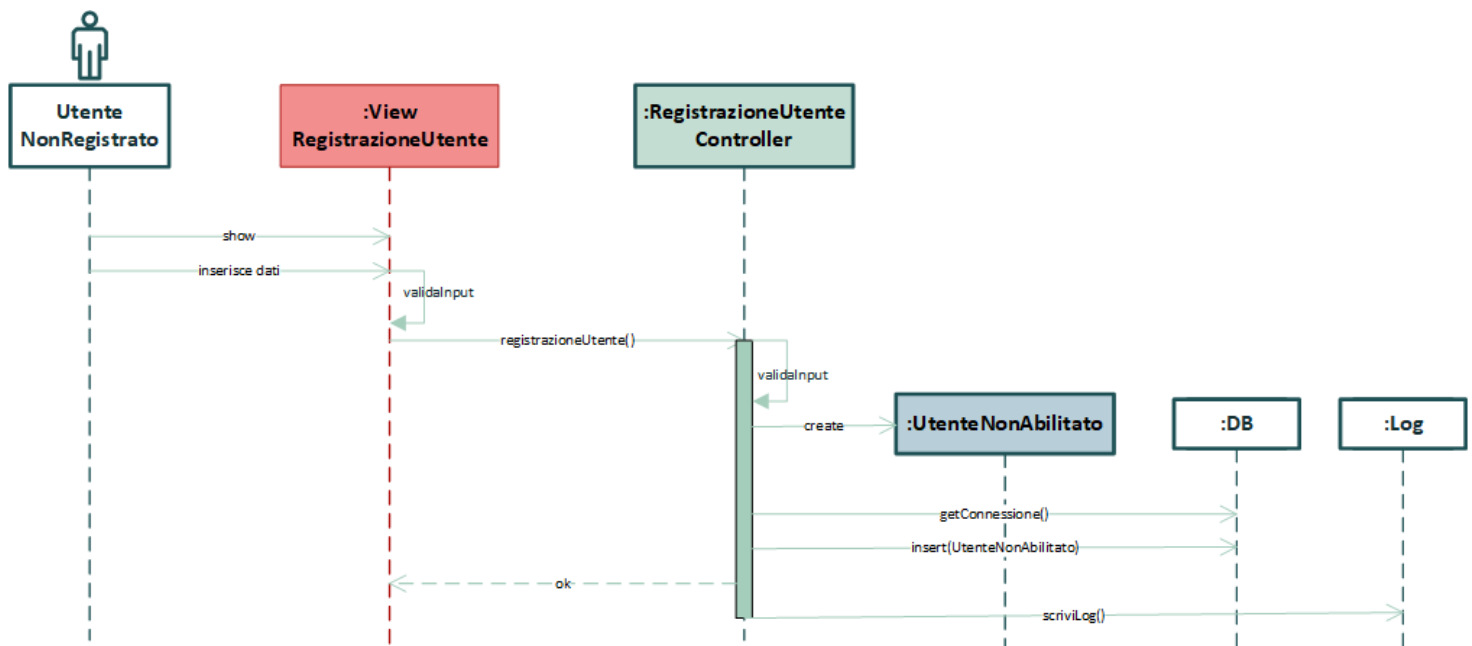 Utente
NonRegistrato
:View
RegistrazioneUtente
:RegistrazioneUtente
Controller
show
inserisce dati
validaInput
registrazioneUtente()
validaInput
create
:UtenteNonAbilitato
:DB
:Log
getConnessione()
insert(UtenteNonAbilitato)
ok
scriviLog()